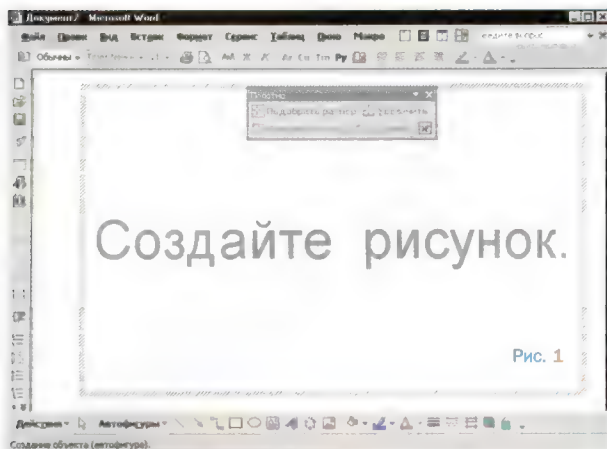 Документ2 - Microsoft Word
Файл Правка Вид Вставка Формат Сервис Таблица Окно Макро
Обычный
Полотно
Подобрать размер
Создайте рисунок.
Рис. 1
Действия Автофигуры
Создание объекта (автофигура).